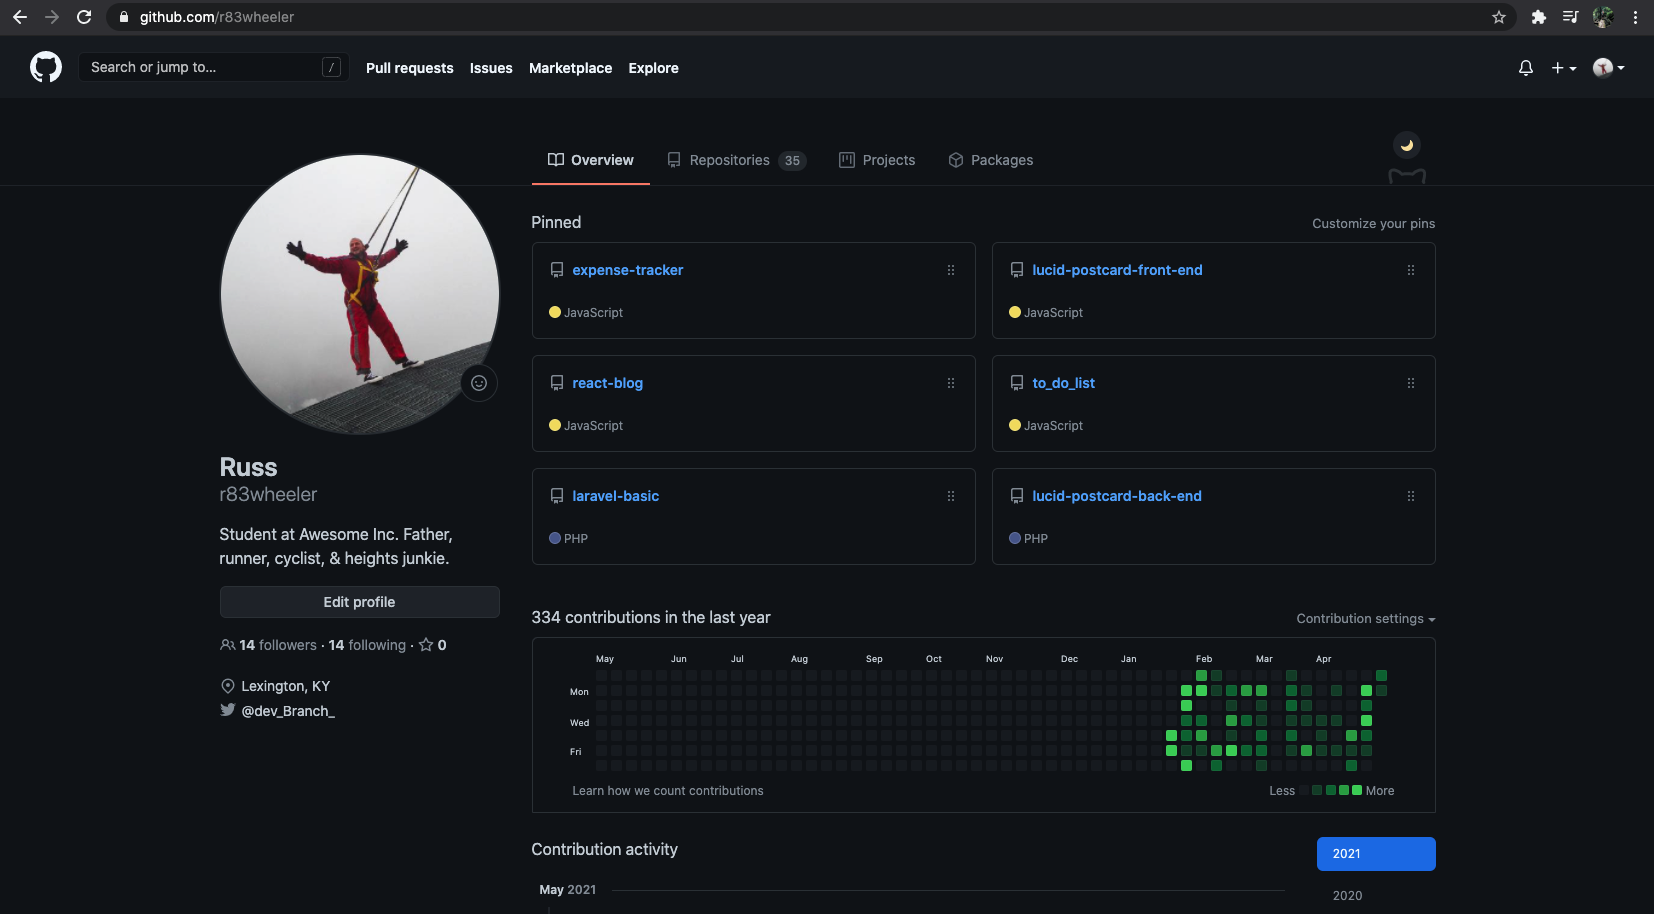 github.com/r83wheeler
Search or jump to...
/
Pull requests
Issues
Marketplace
Explore
Overview
Repositories 35
Projects
Packages
Russ
r83wheeler
Student at Awesome Inc. Father,
runner, cyclist, & heights junkie.
Edit profile
14 followers · 14 following · 0
Lexington, KY
@dev_Branch_
Pinned
Customize your pins
expense-tracker
JavaScript
lucid-postcard-front-end
JavaScript
react-blog
JavaScript
to_do_list
JavaScript
laravel-basic
PHP
lucid-postcard-back-end
PHP
334 contributions in the last year
Contribution settings
May Jun Jul Aug Sep Oct Nov Dec Jan Feb Mar Apr
Mon
Wed
Fri
Learn how we count contributions
Less More
Contribution activity
2021
May 2021
2020